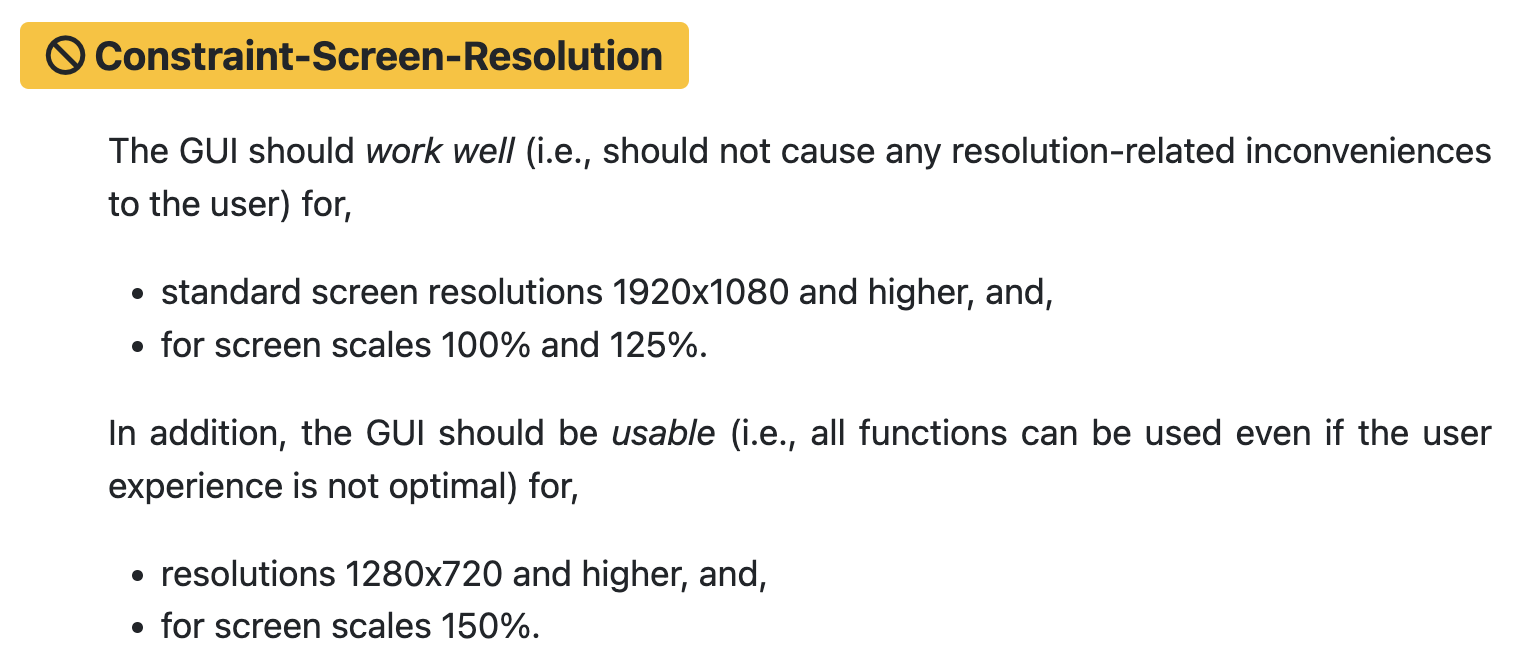 Constraint-Screen-Resolution
The GUI should work well (i.e., should not cause any resolution-related inconveniences
to the user) for,
• standard screen resolutions 1920x1080 and higher, and,
• for screen scales 100% and 125%.
In addition, the GUI should be usable (i.e., all functions can be used even if the user
experience is not optimal) for,
• resolutions 1280x720 and higher, and,
• for screen scales 150%.